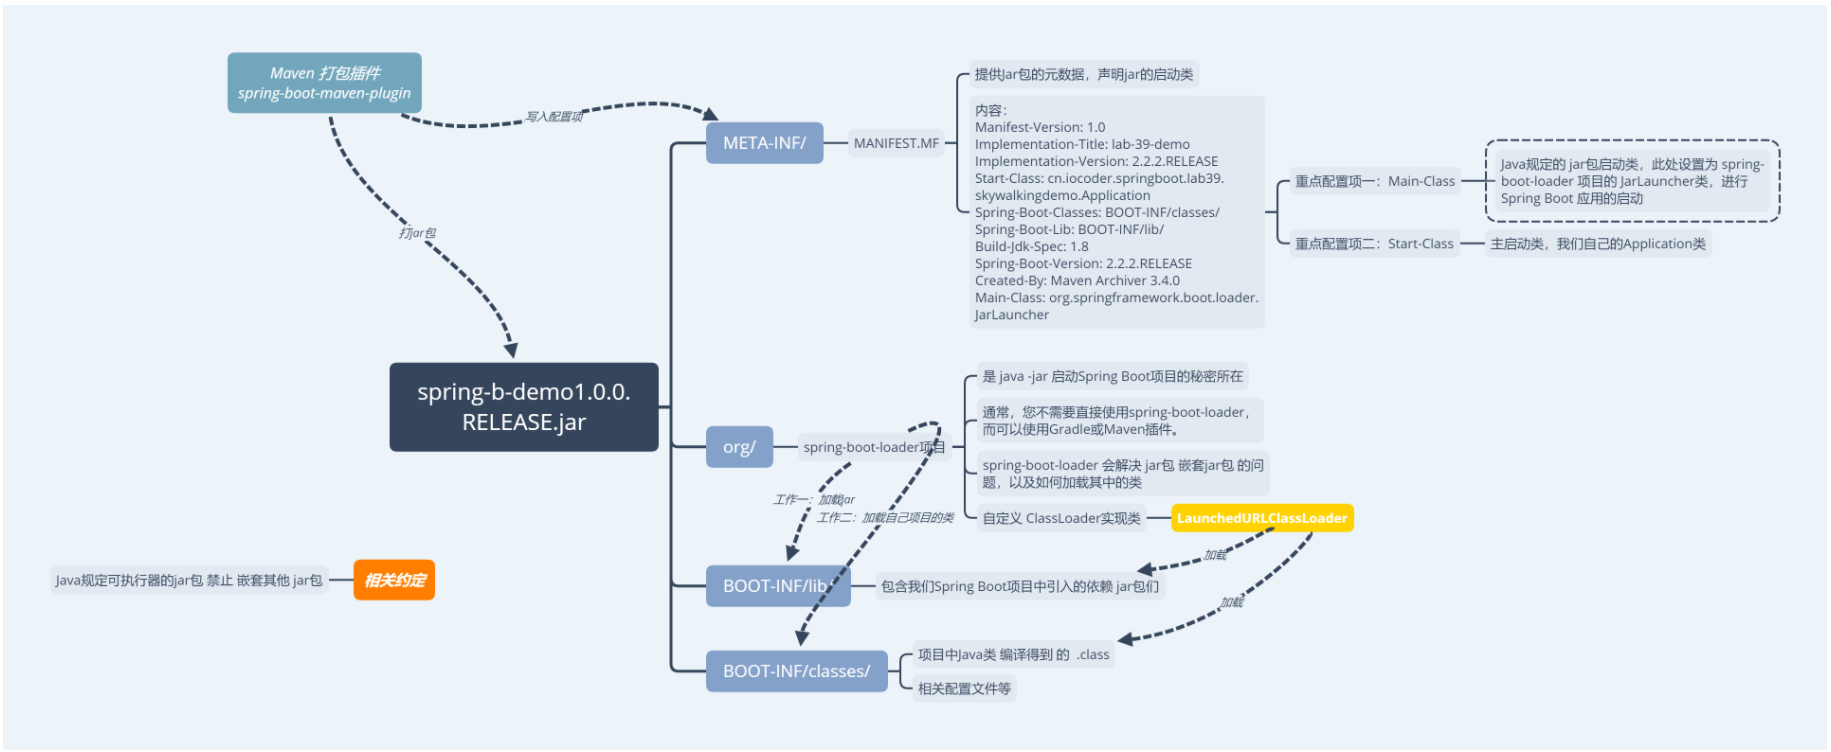 Maven 打包插件
spring-boot-maven-plugin
写入配置项
打jar包
spring-b-demo1.0.0.
RELEASE.jar
META-INF/
MANIFEST.MF
提供Jar包的元数据，声明jar的启动类
内容：
Manifest-Version: 1.0
Implementation-Title: lab-39-demo
Implementation-Version: 2.2.2.RELEASE
Start-Class: cn.iocoder.springboot.lab39.
skywalkingdemo.Application
Spring-Boot-Classes: BOOT-INF/classes/
Spring-Boot-Lib: BOOT-INF/lib/
Build-Jdk-Spec: 1.8
Spring-Boot-Version: 2.2.2.RELEASE
Created-By: Maven Archiver 3.4.0
Main-Class: org.springframework.boot.loader.
JarLauncher
重点配置项一：Main-Class
Java规定的 jar包启动类，此处设置为 spring-
boot-loader 项目的 JarLauncher类，进行
Spring Boot 应用的启动
重点配置项二：Start-Class
主启动类，我们自己的Application类
org/
spring-boot-loader项目
是 java -jar 启动Spring Boot项目的秘密所在
通常，您不需要直接使用spring-boot-loader，
而可以使用Gradle或Maven插件。
spring-boot-loader 会解决 jar包 嵌套jar包 的问
题，以及如何加载其中的类
自定义 ClassLoader实现类
LaunchedURLClassLoader
工作一：加载jar
工作二：加载自己项目的类
加载
加载
BOOT-INF/lib/
包含我们Spring Boot项目中引入的依赖 jar包们
BOOT-INF/classes/
项目中Java类 编译得到 的 .class
相关配置文件等
Java规定可执行器的jar包 禁止 嵌套其他 jar包
相关约定